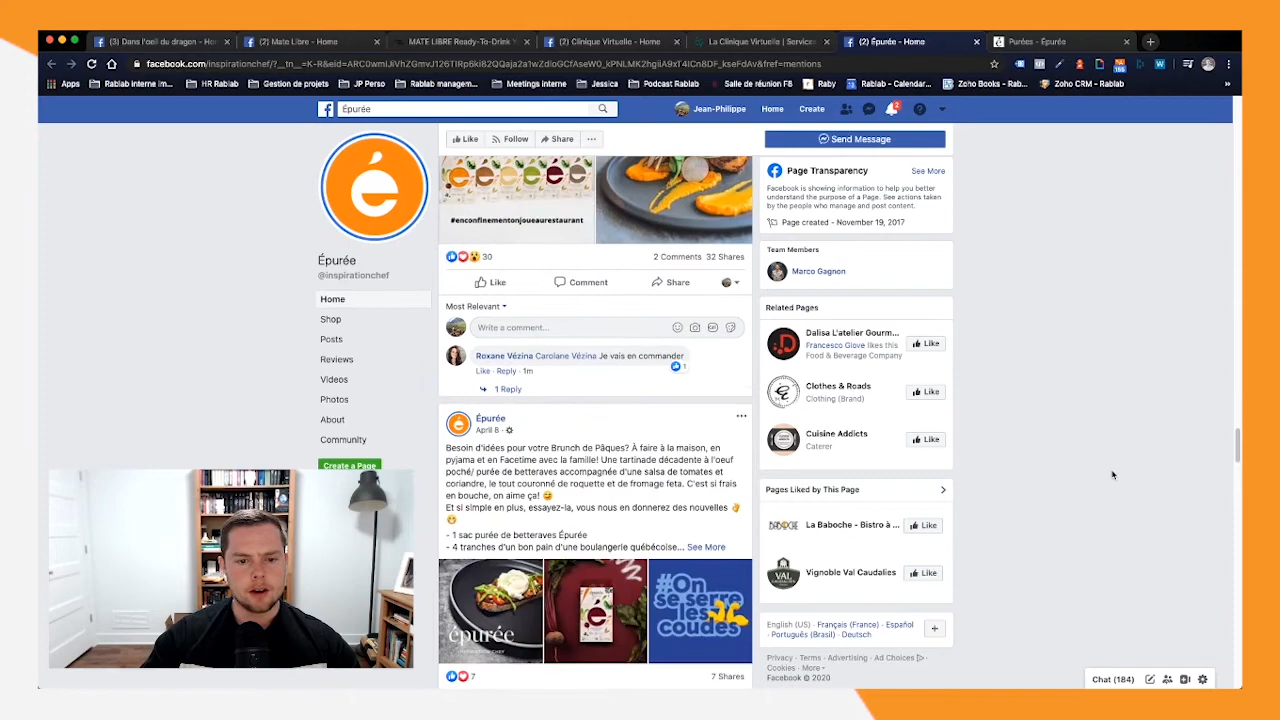 (3) Dans l'oeil du dragon - Ho
(2) Mate Libre - Home
MATE LIBRE Ready-To-Drink Y
(2) Clinique Virtuelle - Home
La Clinique Virtuelle | Services
(2) Épurée - Home
Purées - Épurée
Apps
Rablab interne im...
HR Rablab
Gestion de projets
JP Perso
Rablab managem...
Meetings interne
Podcast Rablab
Salle de réunion F8
Raby
Rablab - Calendar...
Zoho Books - Rab...
Zoho CRM - Rablab
Épurée
Jean-Philippe
Home
Create
2
Like
Follow
Share
Send Message
é
Épurée
@inspirationchef
Home
Shop
Posts
Reviews
Videos
Photos
About
Community
Create a Page
#enconfinementonjoueaurestaurant
30
2 Comments 32 Shares
Like
Comment
Share
Most Relevant
Write a comment...
Roxane Vézina Carolane Vézina Je vais en commander
1
Like · Reply · 1m
1 Reply
Épurée
April 8 ·
Besoin d'idées pour votre Brunch de Pâques? À faire à la maison, en
pyjama et en Facetime avec la famille! Une tartinade décadente à l'oeuf
poché/ purée de betteraves accompagnée d'une salsa de tomates et
coriandre, le tout couronné de roquette et de fromage feta. C'est si frais
en bouche, on aime ça! 😄
Et si simple en plus, essayez-la, vous nous en donnerez des nouvelles
- 1 sac purée de betteraves Épurée
- 4 tranches d'un bon pain d'une boulangerie québécoise... See More
épurée
é
#On
se serre
les
coudes
7
7 Shares
Page Transparency
See More
Facebook is showing information to help you better
understand the purpose of a Page. See actions taken
by the people who manage and post content.
Page created - November 19, 2017
Team Members
Marco Gagnon
Related Pages
Dalisa L'atelier Gourm...
Francesco Giove likes this
Food & Beverage Company
Like
Clothes & Roads
Clothing (Brand)
Like
Cuisine Addicts
Caterer
Like
Pages Liked by This Page
La Baboche - Bistro à ...
Like
Vignoble Val Caudalies
Like
English (US) · Français (France) · Español ·
Português (Brasil) · Deutsch
Privacy · Terms · Advertising · Ad Choices ·
Cookies · More
Facebook © 2020
Chat (184)